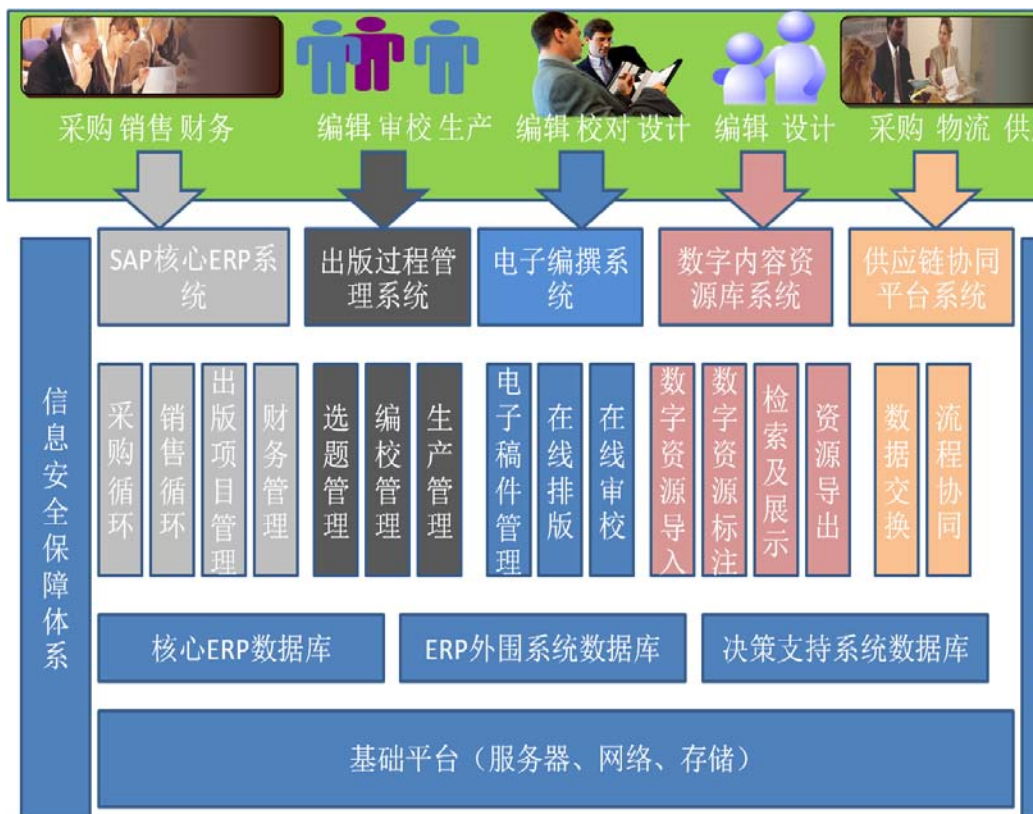 采购 销售 财务
编辑 审校 生产
编辑 校对 设计
编辑 设计
采购 物流 供
SAP核心ERP系
统
出版过程管
理系统
电子编撰系
统
数字内容资
源库系统
供应链协同
平台系统
信息安全保障体系
采购循环
销售循环
出版项目管理
财务管理
选题管理
编校管理
生产管理
电子稿件管理
在线排版
在线审校
数字资源导入
数字资源标注
检索及展示
资源导出
数据交换
流程协同
核心ERP数据库
ERP外围系统数据库
决策支持系统数据库
基础平台（服务器、网络、存储）